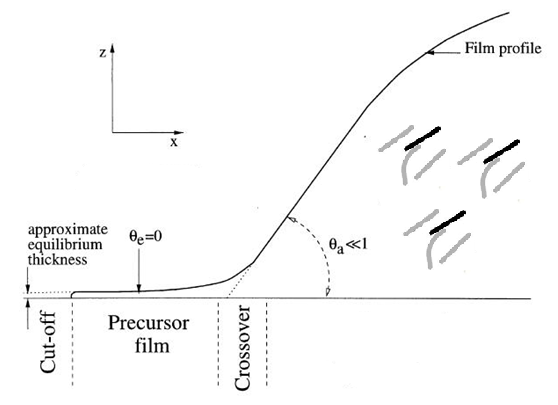 z
Film profile
x
approximate
equilibrium
thickness
θe=0
θa≪1
Cut-off
Precursor
film
Crossover